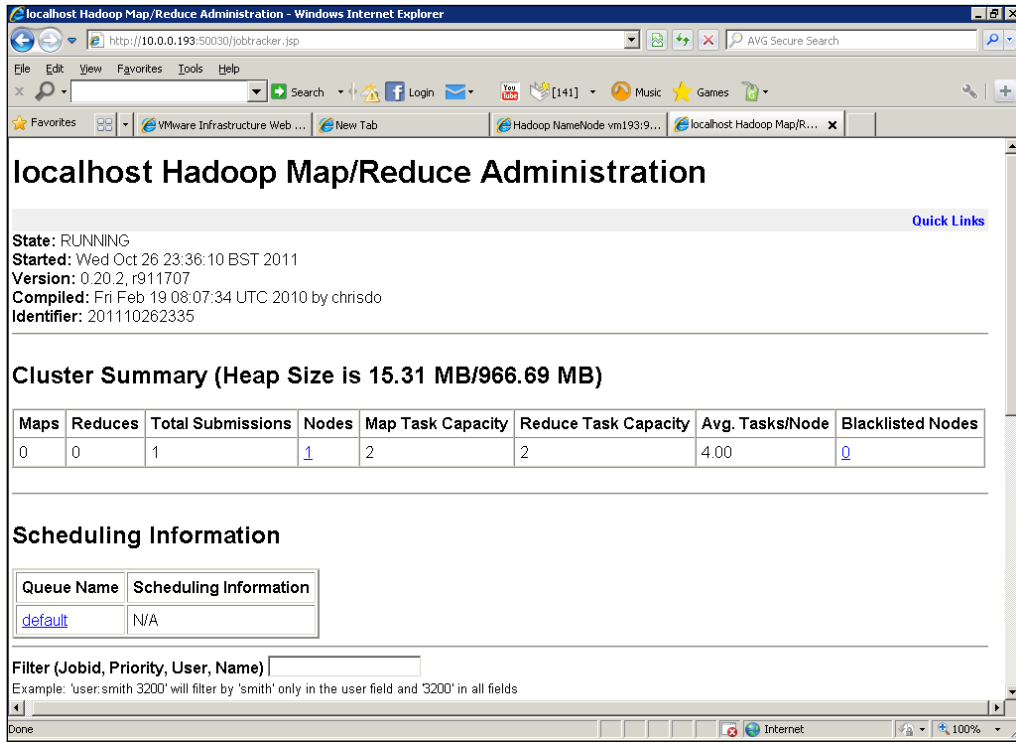 localhost Hadoop Map/Reduce Administration - Windows Internet Explorer
http://10.0.0.193:50030/jobtracker.jsp AVG Secure Search
File Edit View Favorites Tools Help
Search Login You Tube [141] Music Games
Favorites VMware Infrastructure Web ... New Tab Hadoop NameNode vm193:9... localhost Hadoop Map/R...
localhost Hadoop Map/Reduce Administration
Quick Links
State: RUNNING
Started: Wed Oct 26 23:36:10 BST 2011
Version: 0.20.2, r911707
Compiled: Fri Feb 19 08:07:34 UTC 2010 by chrisdo
Identifier: 201110262335
Cluster Summary (Heap Size is 15.31 MB/966.69 MB)
Maps Reduces Total Submissions Nodes Map Task Capacity Reduce Task Capacity Avg. Tasks/Node Blacklisted Nodes
0 0 1 1 2 2 4.00 0
Scheduling Information
Queue Name Scheduling Information
default N/A
Filter (Jobid, Priority, User, Name)
Example: 'user:smith 3200' will filter by 'smith' only in the user field and '3200' in all fields
Done Internet 100%